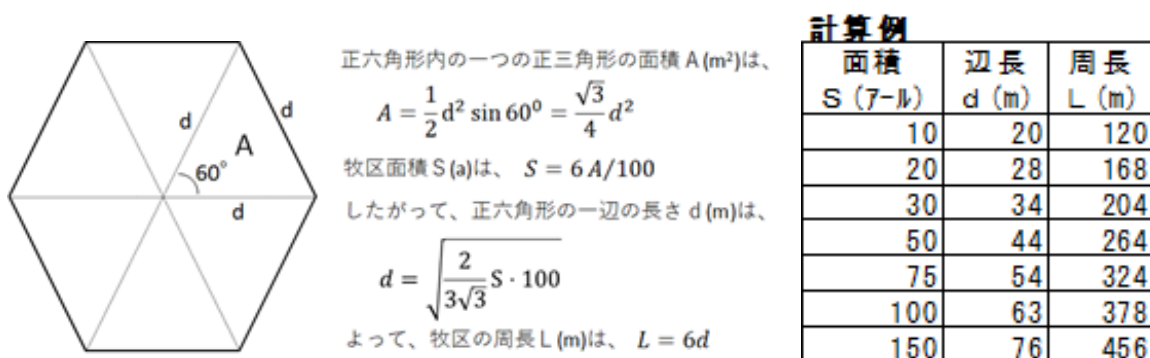 d
d
A
60°
d
正六角形内の一つの正三角形の面積 A (m²)は、
A = 1/2 d² sin 60⁰ = √3/4 d²
牧区面積 S (a)は、 S = 6 A/100
したがって、正六角形の一辺の長さ d (m)は、
d = √(2/(3√3) S · 100)
よって、牧区の周長 L (m)は、 L = 6d
計算例
面積 辺長 周長
S (アール) d (m) L (m)
10 20 120
20 28 168
30 34 204
50 44 264
75 54 324
100 63 378
150 76 456